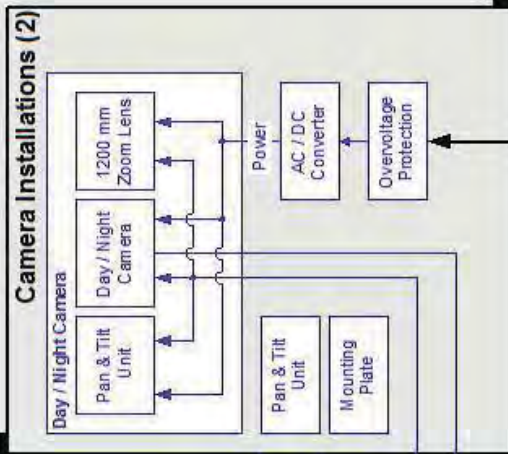 Camera Installations (2)
Day / Night Camera
1200 mm
Zoom Lens
Day / Night
Camera
Pan & Tilt
Unit
Power
AC / DC
Converter
Overvoltage
Protection
Pan & Tilt
Unit
Mounting
Plate